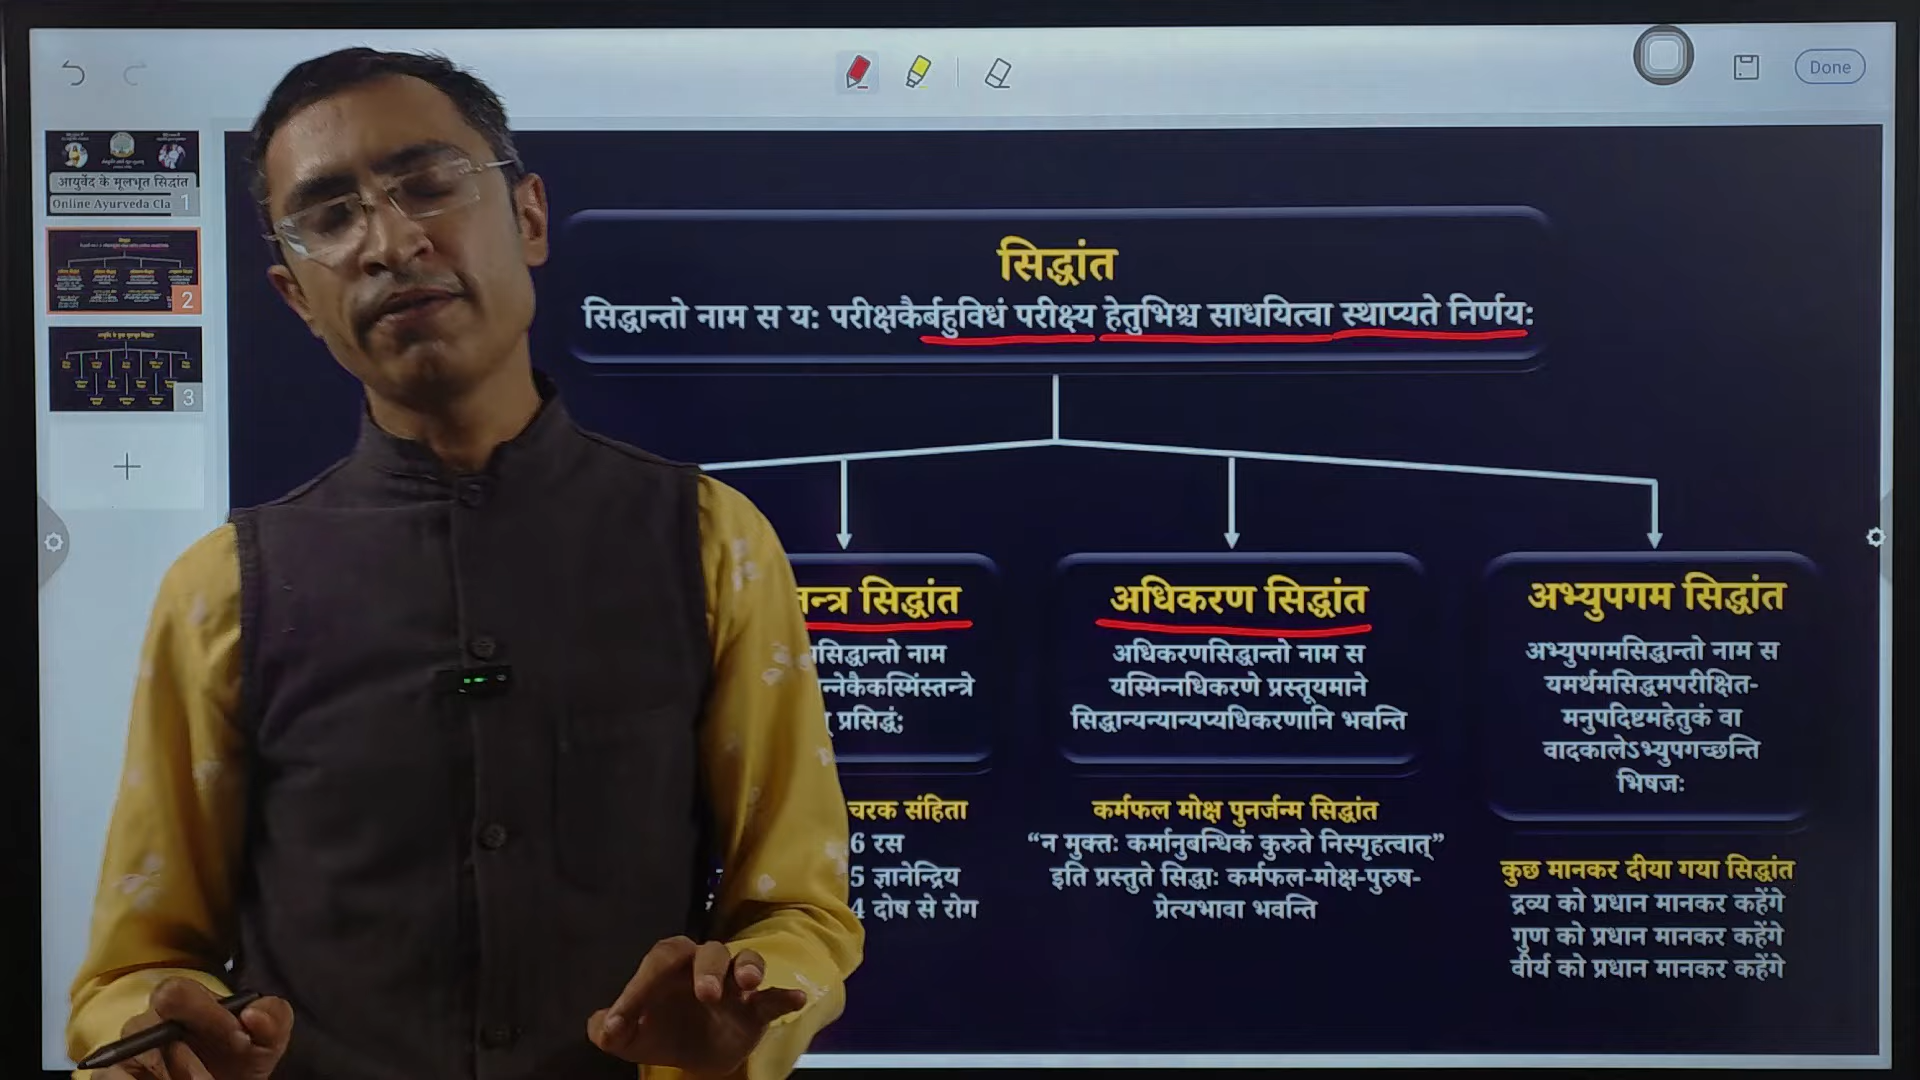 Done
आयुर्वेद के मूलभूत सिद्धांत
Online Ayurveda Cla
1
2
3
सिद्धांत
सिद्धान्तो नाम स य: परीक्षकैर्बहुविधं परीक्ष्य हेतुभिश्च साधयित्वा स्थाप्यते निर्णय:
सिद्धांत
नाम
प्रसिद्धं;
चरक संहिता
6 रस
5 ज्ञानेन्द्रिय
4 दोष से रोग
अधिकरण सिद्धांत
अधिकरणसिद्धान्तो नाम स
यस्मिन्नधिकरणे प्रस्तूयमाने
सिद्धान्यन्यान्यप्यधिकरणानि भवन्ति
कर्मफल मोक्ष पुनर्जन्म सिद्धांत
“न मुक्तः कर्मानुबन्धिकं कुरुते निस्पृहत्वात्”
इति प्रस्तुते सिद्धाः कर्मफल-मोक्ष-पुरुष-
प्रेत्यभावा भवन्ति
अभ्युपगम सिद्धांत
अभ्युपगमसिद्धान्तो नाम स
यमर्थमसिद्धमपरीक्षित-
मनुपदिष्टमहेतुकं वा
वादकालेऽभ्युपगच्छन्ति
भिषजः
कुछ मानकर दीया गया सिद्धांत
द्रव्य को प्रधान मानकर कहेंगे
गुण को प्रधान मानकर कहेंगे
वीर्य को प्रधान मानकर कहेंगे